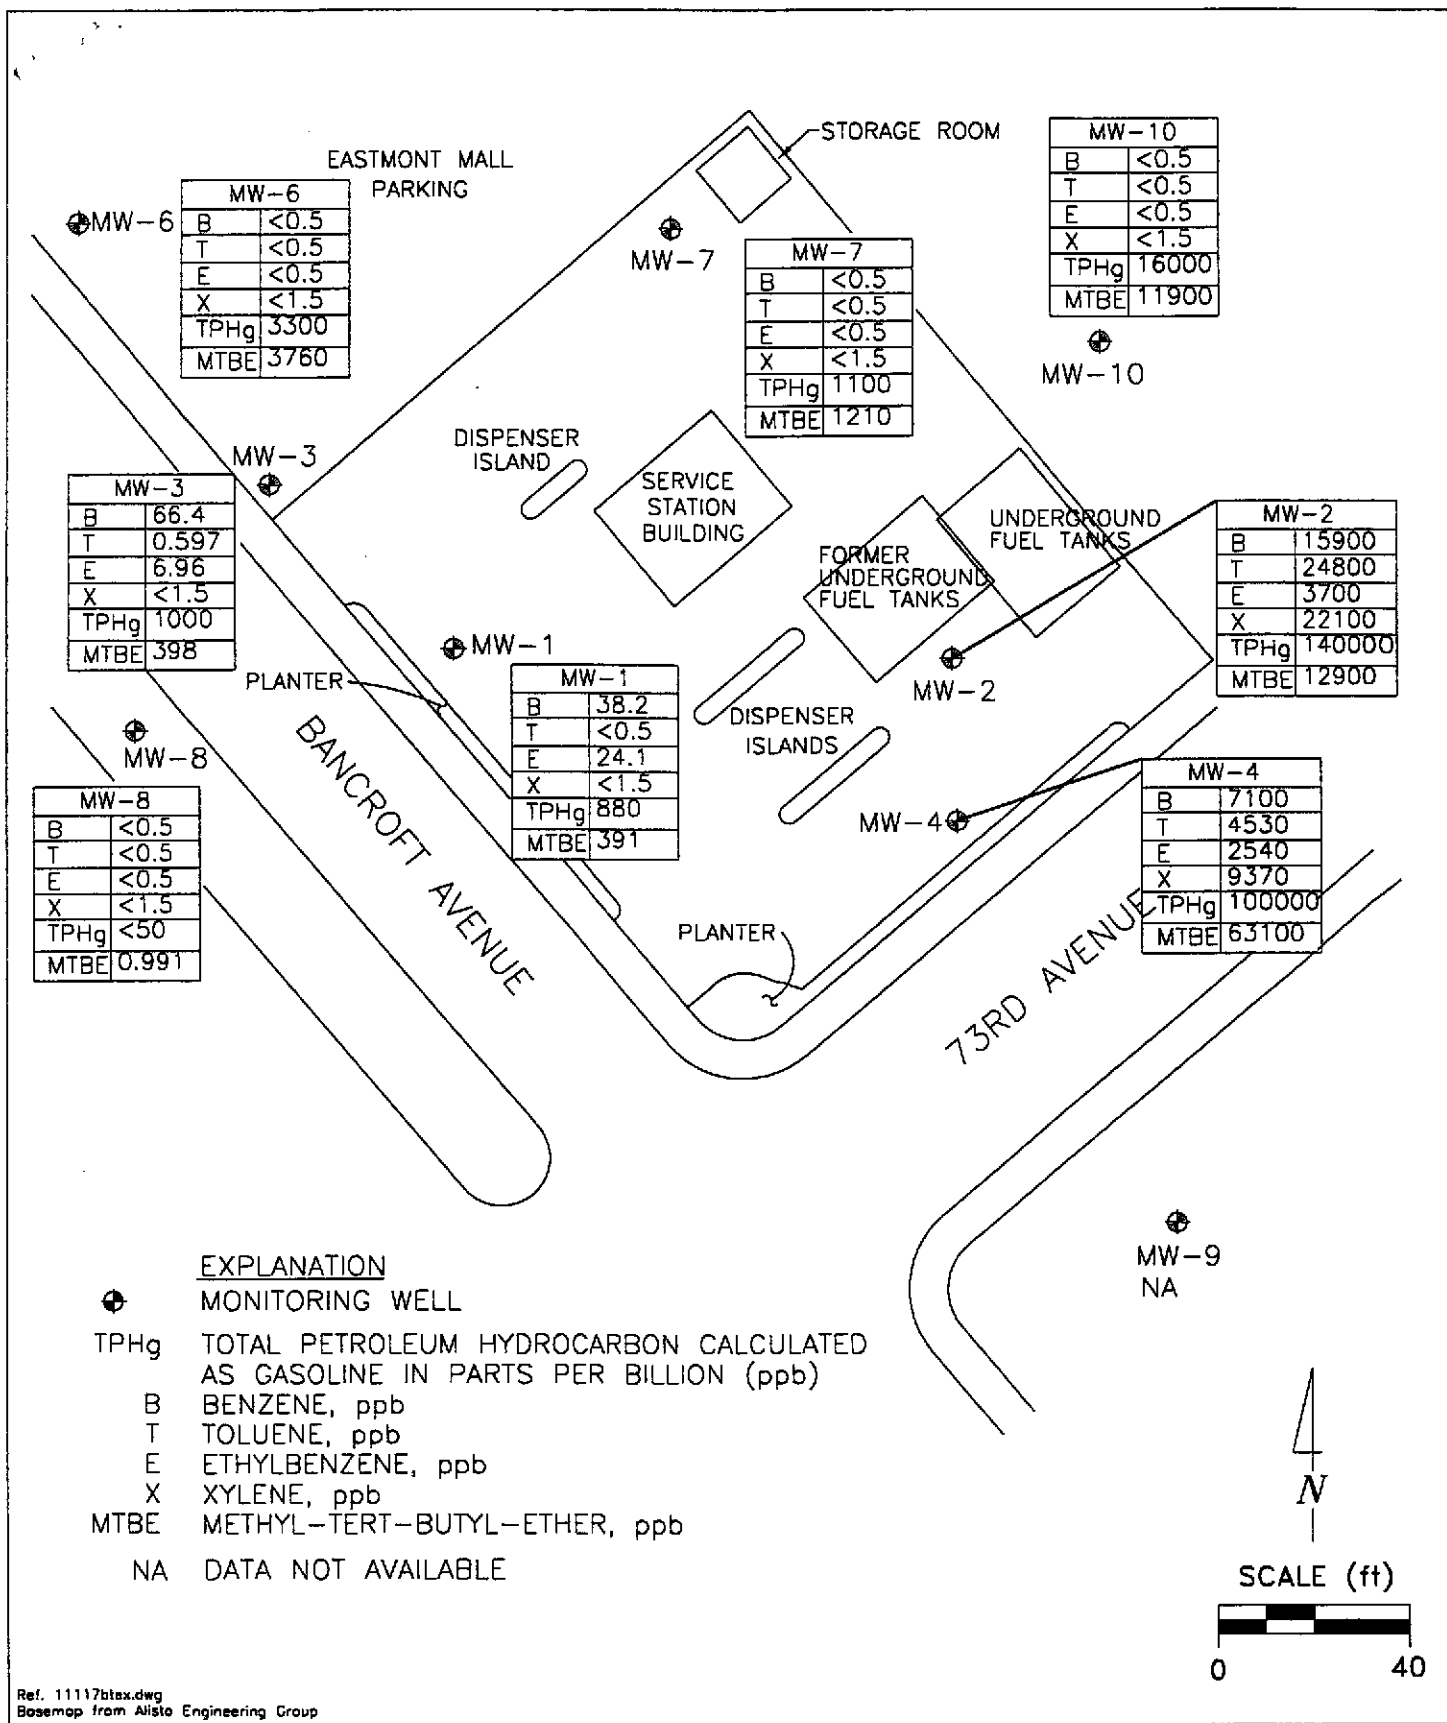 STORAGE ROOM
EASTMONT MALL
PARKING
MW-10
B <0.5
T <0.5
E <0.5
X <1.5
TPHg 16000
MTBE 11900
MW-10
MW-6
MW-6
B <0.5
T <0.5
E <0.5
X <1.5
TPHg 3300
MTBE 3760
MW-7
MW-7
B <0.5
T <0.5
E <0.5
X <1.5
TPHg 1100
MTBE 1210
DISPENSER
ISLAND
SERVICE
STATION
BUILDING
MW-3
MW-3
B 66.4
T 0.597
E 6.96
X <1.5
TPHg 1000
MTBE 398
UNDERGROUND
FUEL TANKS
FORMER
UNDERGROUND
FUEL TANKS
MW-2
B 15900
T 24800
E 3700
X 22100
TPHg 140000
MTBE 12900
MW-2
MW-1
MW-1
B 38.2
T <0.5
E 24.1
X <1.5
TPHg 880
MTBE 391
PLANTER
DISPENSER
ISLANDS
MW-8
MW-8
B <0.5
T <0.5
E <0.5
X <1.5
TPHg <50
MTBE 0.991
BANCROFT AVENUE
MW-4
MW-4
B 7100
T 4530
E 2540
X 9370
TPHg 100000
MTBE 63100
PLANTER
73RD AVENUE
MW-9
NA
EXPLANATION
MONITORING WELL
TPHg TOTAL PETROLEUM HYDROCARBON CALCULATED
AS GASOLINE IN PARTS PER BILLION (ppb)
B BENZENE, ppb
T TOLUENE, ppb
E ETHYLBENZENE, ppb
X XYLENE, ppb
MTBE METHYL-TERT-BUTYL-ETHER, ppb
NA DATA NOT AVAILABLE
N
SCALE (ft)
0 40
Ref. 11117btex.dwg
Basemap from Alisto Engineering Group